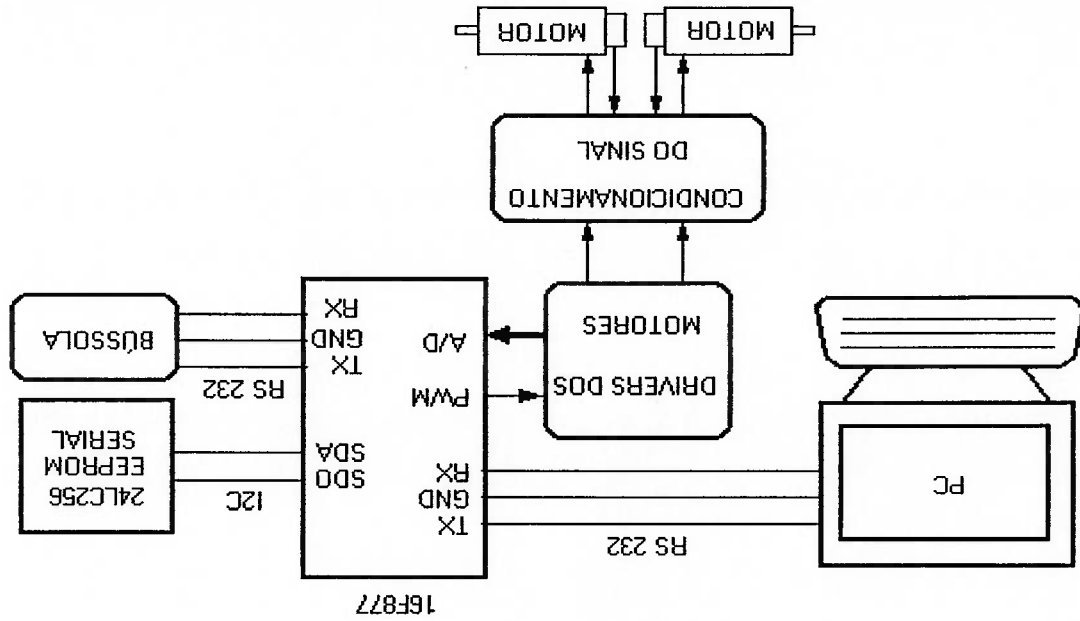 16F877
RS 232
PC
TX
GND
RX
PWM
A/D
SDO
SDA
TX
GND
RX
I2C
24LC256
EEPROM
SERIAL
RS 232
BÚSSOLA
DRIVERS DOS
MOTORES
CONDICIONAMENTO
DO SINAL
MOTOR
MOTOR